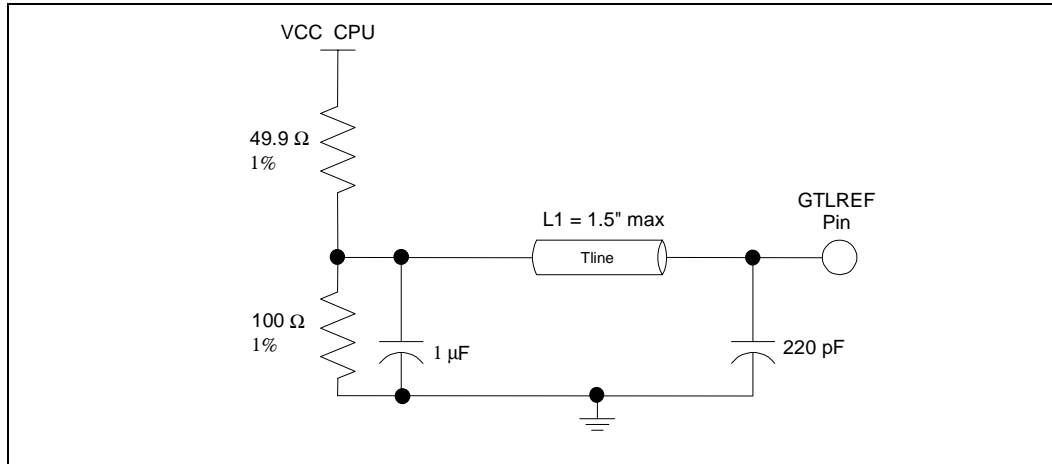 VCC CPU
49.9 Ω
1%
GTLREF
Pin
L1 = 1.5" max
Tline
100 Ω
1%
1 μF
220 pF